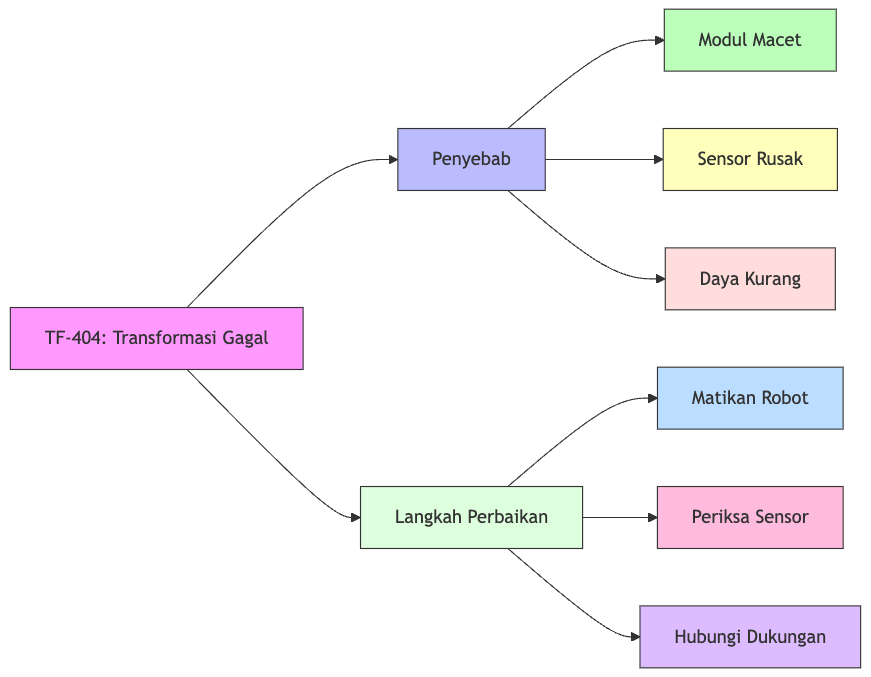 TF-404: Transformasi Gagal
Penyebab
Modul Macet
Sensor Rusak
Daya Kurang
Langkah Perbaikan
Matikan Robot
Periksa Sensor
Hubungi Dukungan